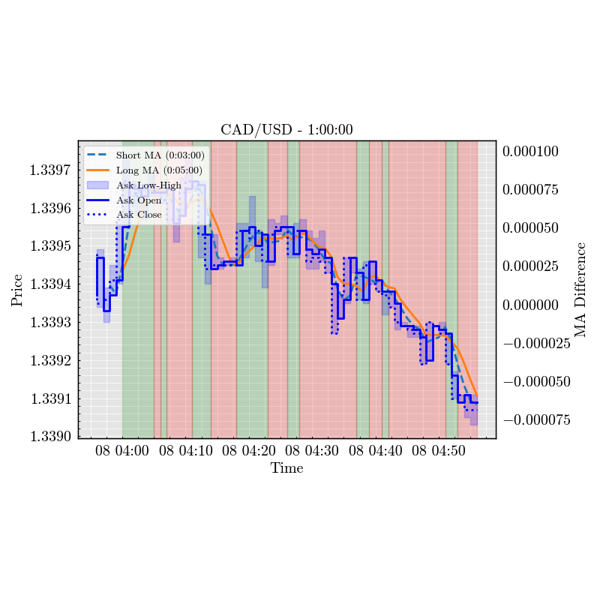 CAD/USD - 1:00:00
Short MA (0:03:00)
Long MA (0:05:00)
Ask Low-High
Ask Open
Ask Close
Price
1.3397
1.3396
1.3395
1.3394
1.3393
1.3392
1.3391
1.3390
0.000100
0.000075
0.000050
0.000025
0.000000
−0.000025
−0.000050
−0.000075
MA Difference
08 04:00 08 04:10 08 04:20 08 04:30 08 04:40 08 04:50
Time